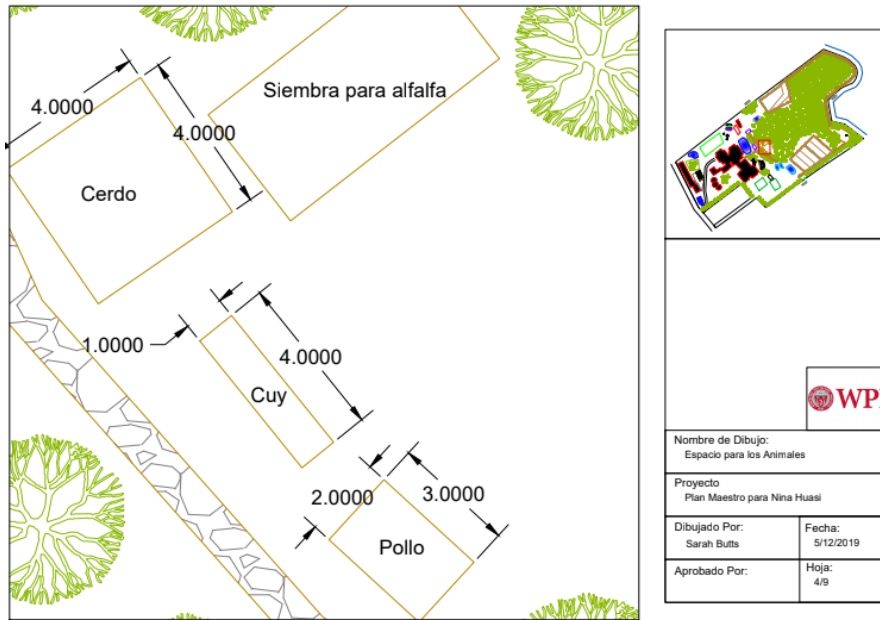 4.0000
4.0000
Siembra para alfalfa
Cerdo
1.0000
4.0000
Cuy
2.0000
3.0000
Pollo
WP
Nombre de Dibujo:
Espacio para los Animales
Proyecto
Plan Maestro para Nina Huasi
Dibujado Por:
Sarah Butts
Fecha:
5/12/2019
Aprobado Por:
Hoja:
4/9